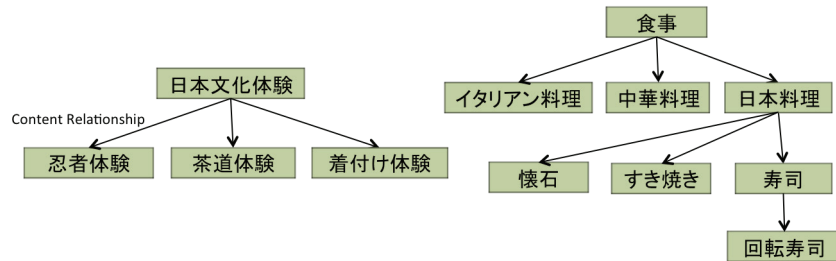 食事
日本文化体験
イタリアン料理
中華料理
日本料理
Content Relationship
忍者体験
茶道体験
着付け体験
懐石
すき焼き
寿司
回転寿司